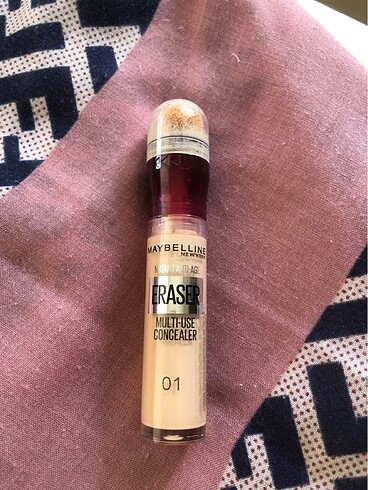 MAYBELLINE
NEW YORK
INSTANT ANTI-AGE
ERASER
MULTI-USE
CONCEALER
01